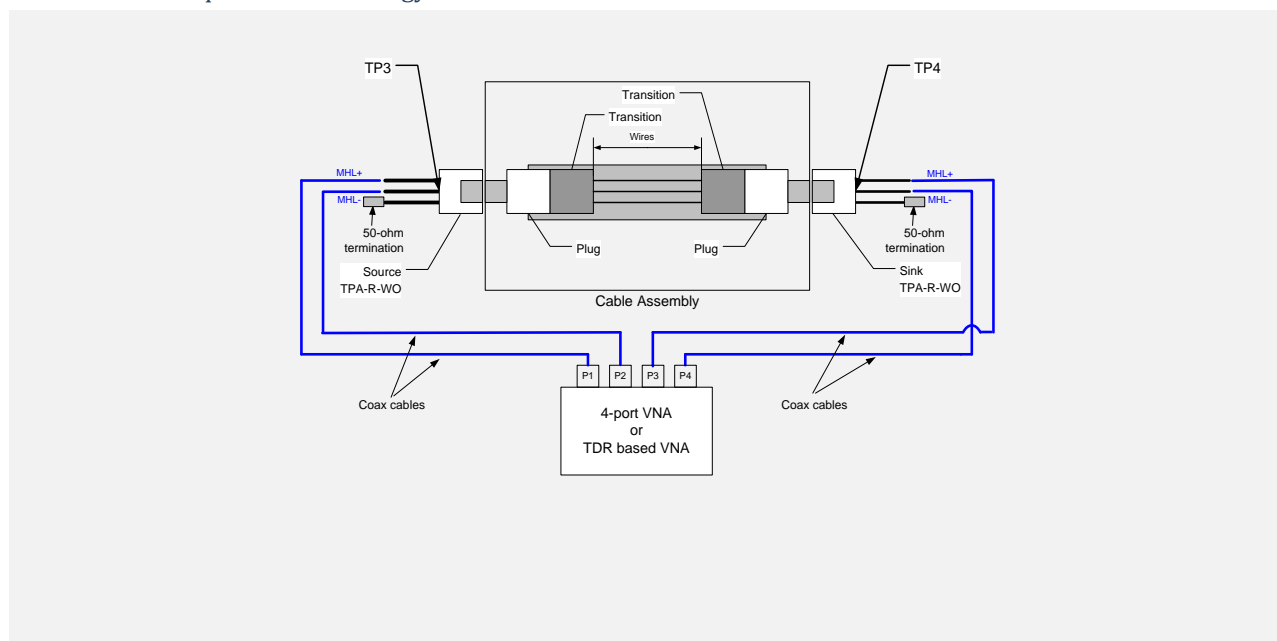 TP3
TP4
Transition
Transition
Wires
MHL+
MHL-
MHL+
MHL-
50-ohm
termination
50-ohm
termination
Source
TPA-R-WO
Plug
Plug
Sink
TPA-R-WO
Cable Assembly
P1
P2
P3
P4
Coax cables
Coax cables
4-port VNA
or
TDR based VNA